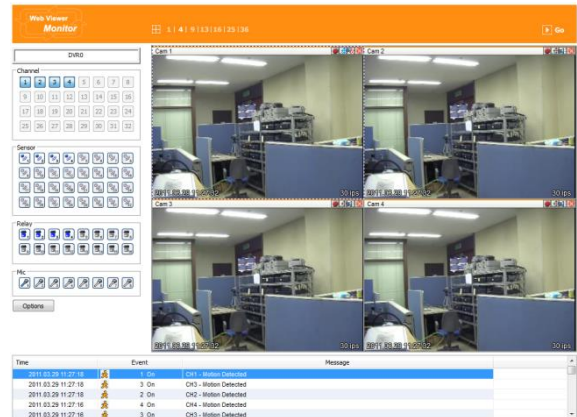 Web Viewer
Monitor
1 | 4 | 9 |13|16|25|36
Go
DVR0
Channel
1 2 3 4 5 6 7 8
9 10 11 12 13 14 15 16
17 18 19 20 21 22 23 24
25 26 27 28 29 30 31 32
Sensor
Relay
Mic
Options
Cam 1
Cam 2
30 ips
30 ips
Cam 3
Cam 4
30 ips
30 ips
Time Event Message
2011.03.29 11:27:18 1 On CH1 - Motion Detected
2011.03.29 11:27:18 3 On CH3 - Motion Detected
2011.03.29 11:27:18 2 On CH2 - Motion Detected
2011.03.29 11:27:16 4 On CH4 - Motion Detected
2011.03.29 11:27:16 3 On CH3 - Motion Detected